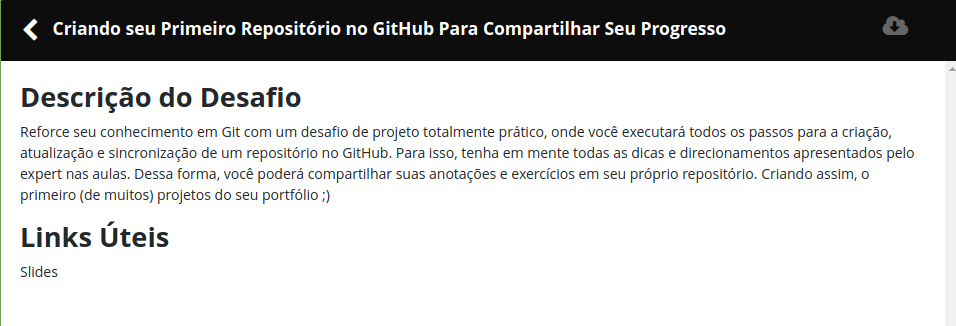 Criando seu Primeiro Repositório no GitHub Para Compartilhar Seu Progresso
Descrição do Desafio
Reforce seu conhecimento em Git com um desafio de projeto totalmente prático, onde você executará todos os passos para a criação,
atualização e sincronização de um repositório no GitHub. Para isso, tenha em mente todas as dicas e direcionamentos apresentados pelo
expert nas aulas. Dessa forma, você poderá compartilhar suas anotações e exercícios em seu próprio repositório. Criando assim, o
primeiro (de muitos) projetos do seu portfólio ;)
Links Úteis
Slides